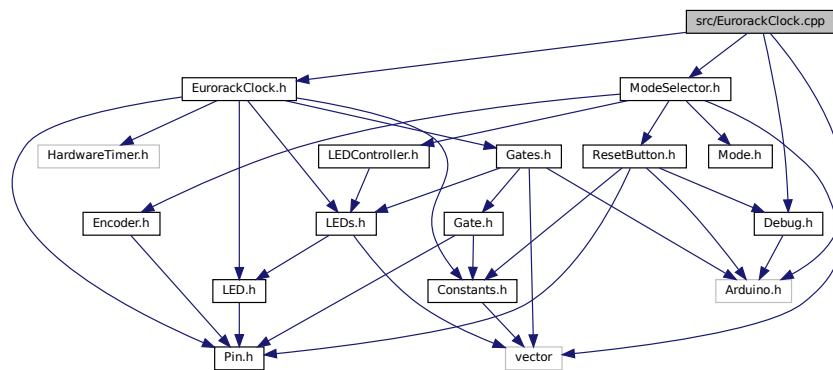 src/EurorackClock.cpp
EurorackClock.h
ModeSelector.h
HardwareTimer.h
LEDController.h
Gates.h
ResetButton.h
Mode.h
Encoder.h
LEDs.h
Gate.h
Debug.h
LED.h
Constants.h
Arduino.h
Pin.h
vector